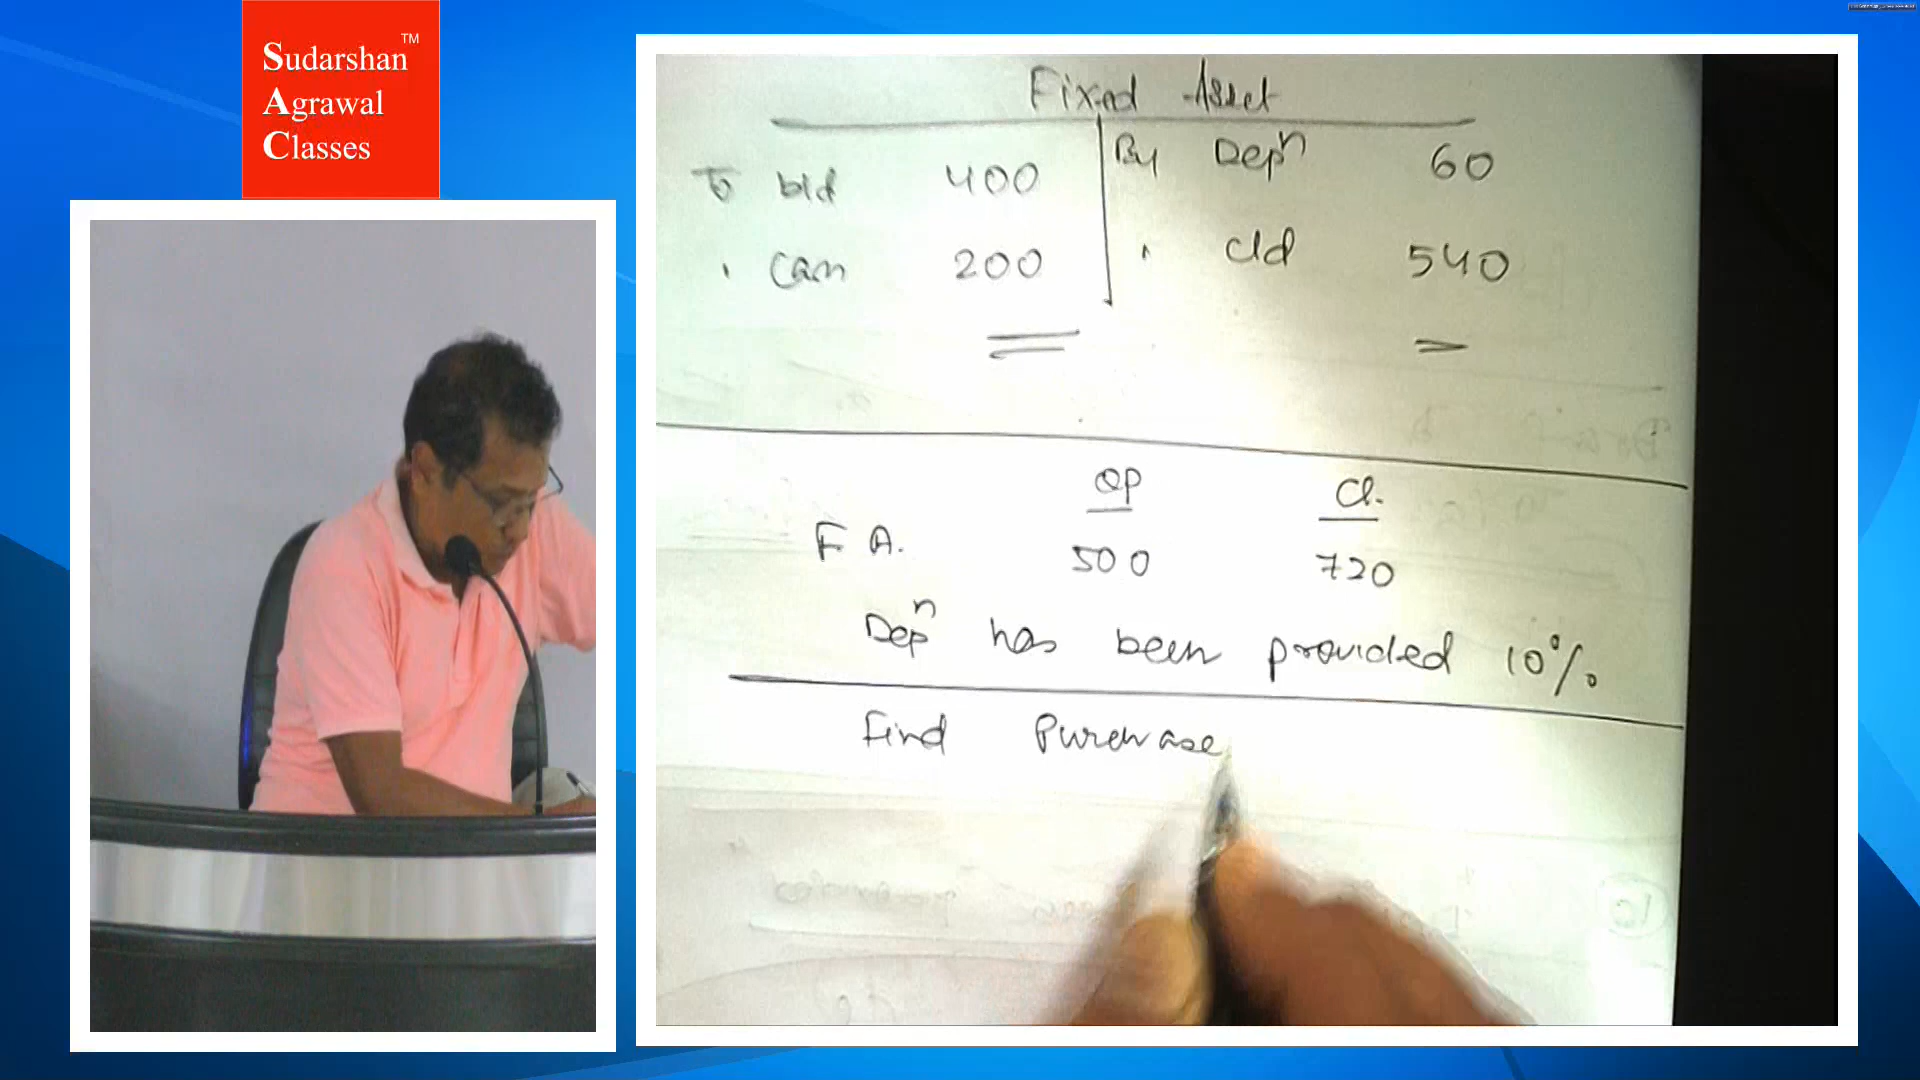 Sudarshan™
Agrawal
Classes
Fixed Asset
To bld 400 By Depn 60
" Cash 200 " Cld 540
Op Cl.
F A. 500 720
Depn has been provided 10%
Find Purchase